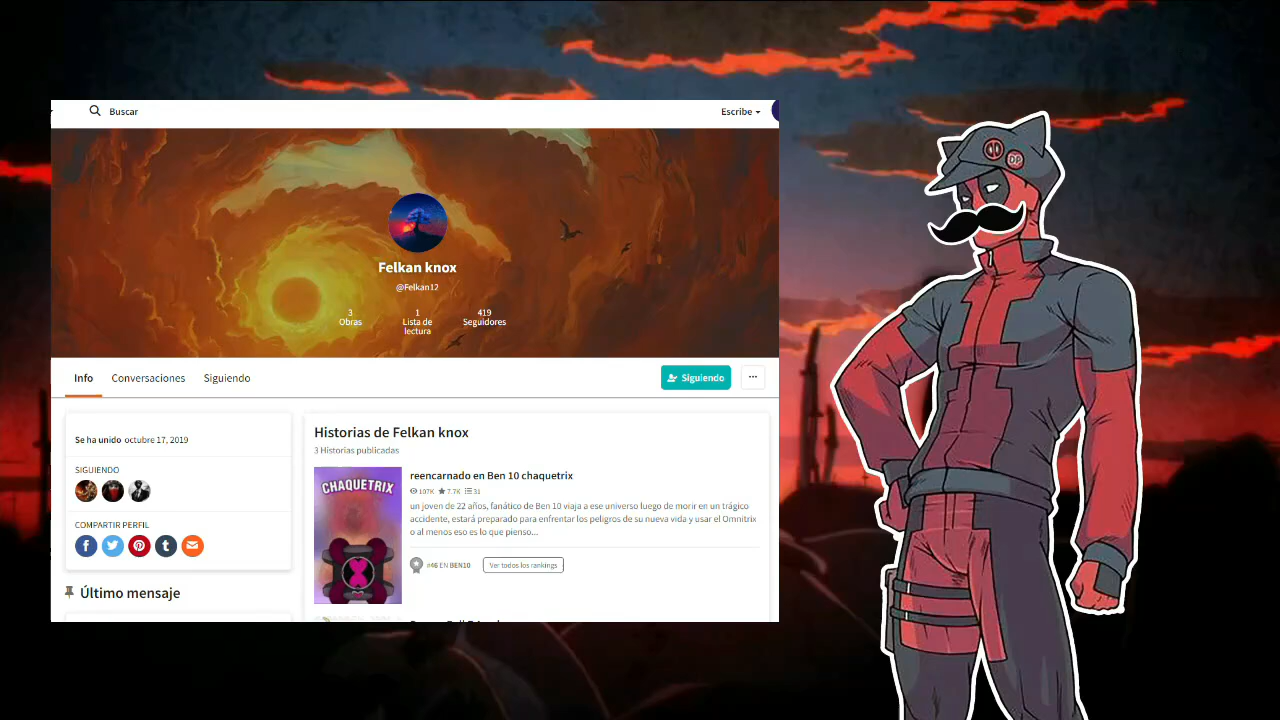 Buscar
Escribe
Felkan knox
@Felkan12
3
Obras
1
Lista de
lectura
419
Seguidores
Info
Conversaciones
Siguiendo
Siguiendo
Se ha unido octubre 17, 2019
SIGUIENDO
COMPARTIR PERFIL
Último mensaje
Historias de Felkan knox
3 Historias publicadas
CHAQUETRIX
reencarnado en Ben 10 chaquetrix
107K 7.7K 31
un joven de 22 años, fanático de Ben 10 viaja a ese universo luego de morir en un trágico
accidente, estará preparado para enfrentar los peligros de su nueva vida y usar el Omnitrix
o al menos eso es lo que pienso...
#46 EN BEN10
Ver todos los rankings
DP